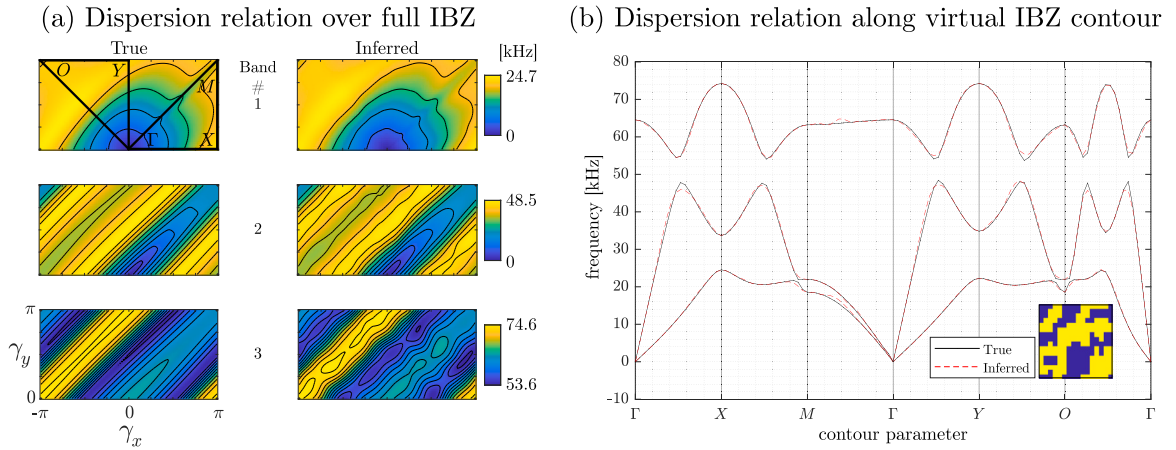 (a) Dispersion relation over full IBZ
True
Inferred
[kHz]
Band
#
1
O
Y
M
Γ
X
24.7
0
2
48.5
0
3
74.6
53.6
π
γy
0
-π
0
π
γx
(b) Dispersion relation along virtual IBZ contour
80
70
60
50
40
30
20
10
0
-10
frequency [kHz]
True
Inferred
Γ
X
M
Γ
Y
O
Γ
contour parameter